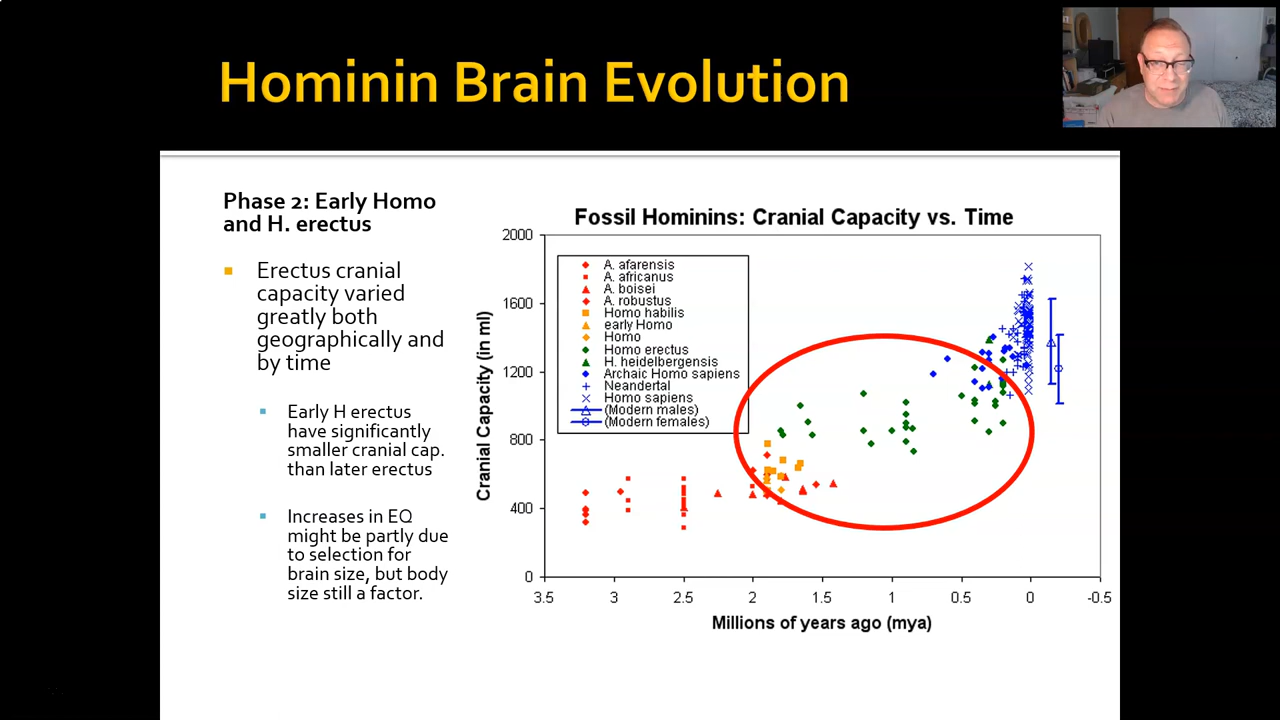 Hominin Brain Evolution
Phase 2: Early Homo
and H. erectus
Erectus cranial
capacity varied
greatly both
geographically and
by time
Early H erectus
have significantly
smaller cranial cap.
than later erectus
Increases in EQ
might be partly due
to selection for
brain size, but body
size still a factor.
Fossil Hominins: Cranial Capacity vs. Time
Cranial Capacity (in ml)
2000
1600
1200
800
400
0
A. afarensis
A. africanus
A. boisei
A. robustus
Homo habilis
early Homo
Homo
Homo erectus
H. heidelbergensis
Archaic Homo sapiens
Neandertal
Homo sapiens
(Modern males)
(Modern females)
3.5 3 2.5 2 1.5 1 0.5 0 -0.5
Millions of years ago (mya)